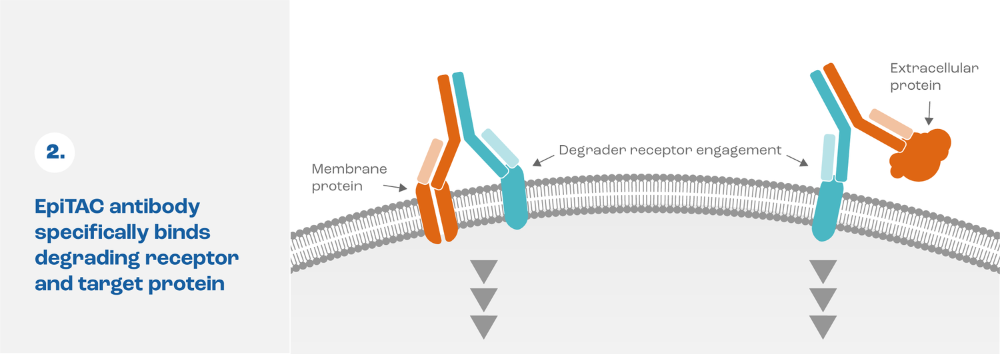 2.
EpiTAC antibody
specifically binds
degrading receptor
and target protein
Membrane
protein
Degrader receptor engagement
Extracellular
protein